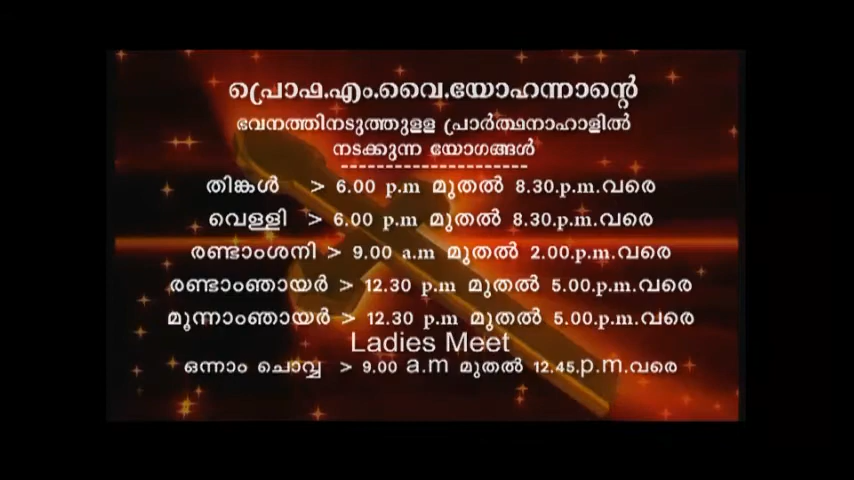 പ്രൊഫ.എം.വൈ.യോഹന്നാന്റെ
ഭവനത്തിനടുത്തുളള പ്രാർത്ഥനാഹാളിൽ
നടക്കുന്ന യോഗങ്ങൾ
--------------------
തിങ്കൾ > 6.00 p.m മുതൽ 8.30.p.m.വരെ
വെള്ളി > 6.00 p.m മുതൽ 8.30.p.m.വരെ
രണ്ടാംശനി > 9.00 a.m മുതൽ 2.00.p.m.വരെ
രണ്ടാംഞായർ > 12.30 p.m മുതൽ 5.00.p.m.വരെ
മൂന്നാംഞായർ > 12.30 p.m മുതൽ 5.00.p.m.വരെ
Ladies Meet
ഒന്നാം ചൊവ്വ > 9.00 a.m മുതൽ 12.45.p.m.വരെ